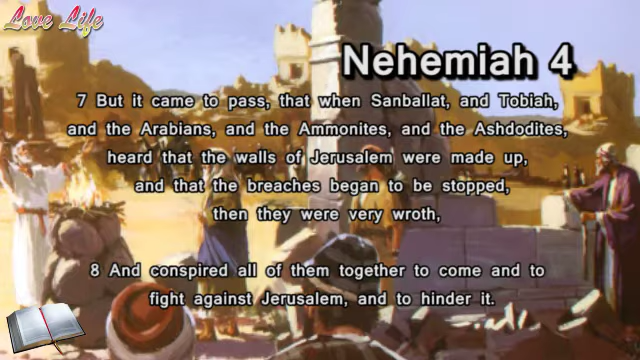 Love Life
Nehemiah 4
7 But it came to pass, that when Sanballat, and Tobiah,
and the Arabians, and the Ammonites, and the Ashdodites,
heard that the walls of Jerusalem were made up,
and that the breaches began to be stopped,
then they were very wroth,
8 And conspired all of them together to come and to
fight against Jerusalem, and to hinder it.